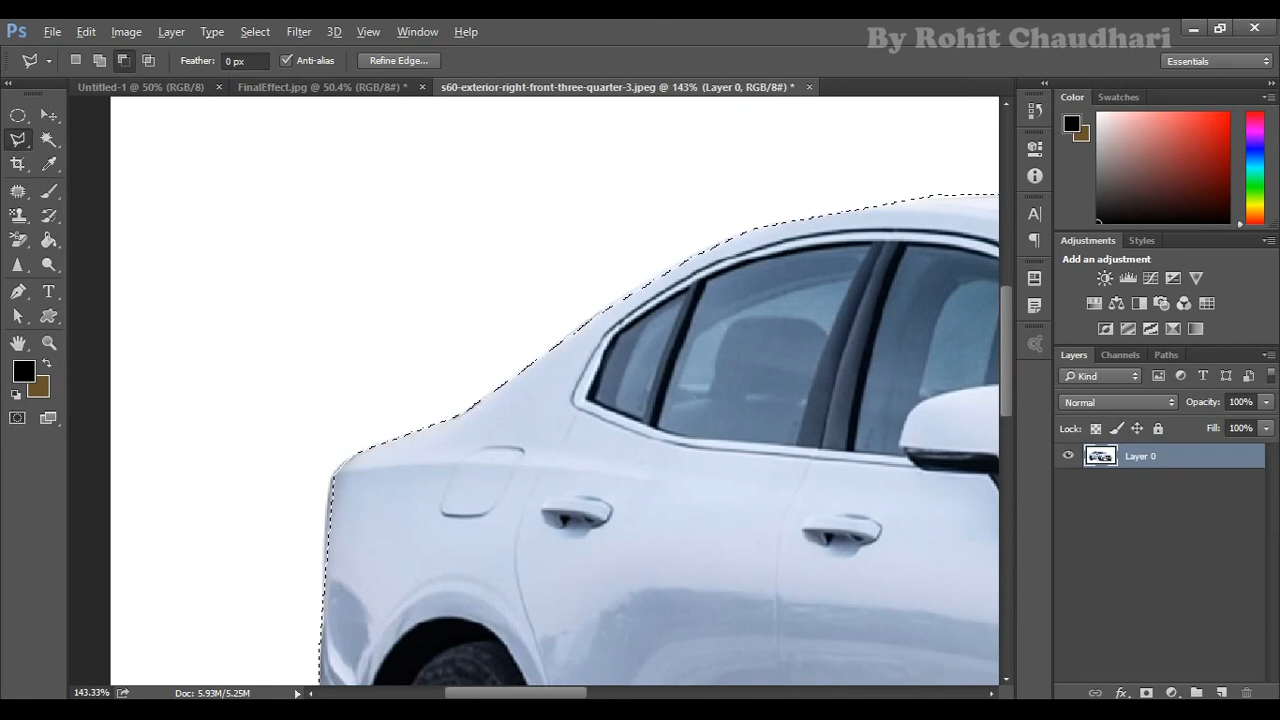 By Rohit Chaudhari
Ps File Edit Image Layer Type Select Filter 3D View Window Help
Feather: 0 px Anti-alias Refine Edge... Essentials
Untitled-1 @ 50% (RGB/8) FinalEffect.jpg @ 50.4% (RGB/8#) * s60-exterior-right-front-three-quarter-3.jpeg @ 143% (Layer 0, RGB/8#) *
Color Swatches
Adjustments Styles
Add an adjustment
Layers Channels Paths
Kind
Normal Opacity: 100%
Lock: Fill: 100%
Layer 0
143.33% Doc: 5.93M/5.25M